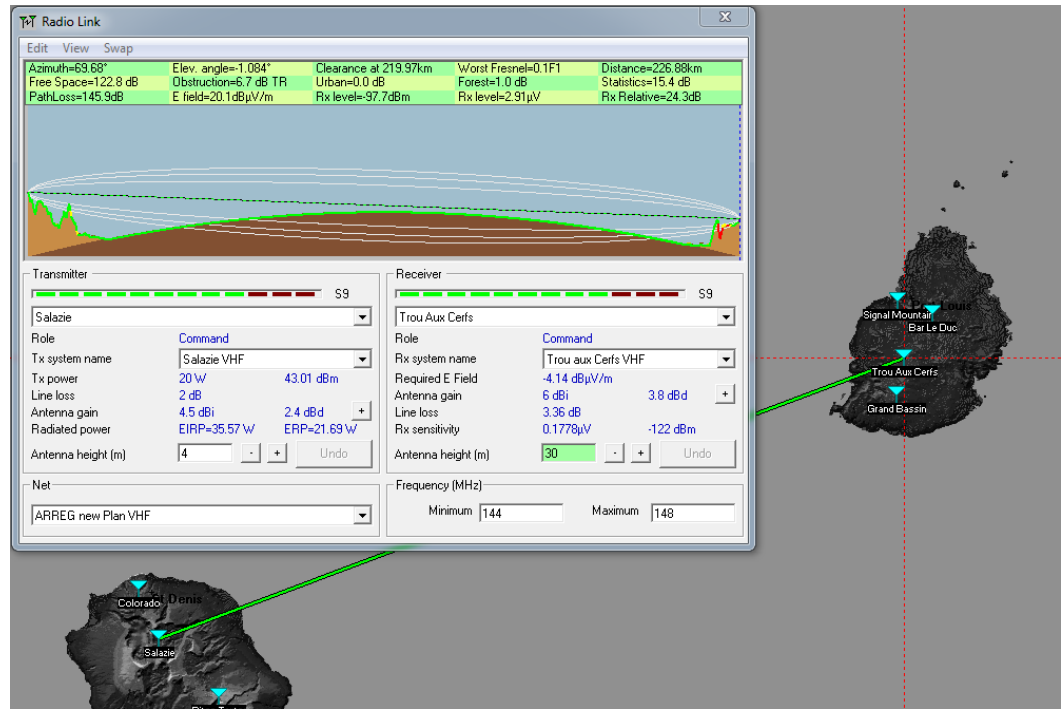 Radio Link
Edit View Swap
Azimuth=69.68° Elev. angle=-1.084° Clearance at 219.97km Worst Fresnel=0.1F1 Distance=226.88km
Free Space=122.8 dB Obstruction=6.7 dB TR Urban=0.0 dB Forest=1.0 dB Statistics=15.4 dB
PathLoss=145.9dB E field=20.1dBµV/m Rx level=-97.7dBm Rx level=2.91µV Rx Relative=24.3dB
Transmitter
S9
Salazie
Role Command
Tx system name Salazie VHF
Tx power 20 W 43.01 dBm
Line loss 2 dB
Antenna gain 4.5 dBi 2.4 dBd +
Radiated power EIRP=35.57 W ERP=21.69 W
Antenna height (m) 4 - + Undo
Net
ARREG new Plan VHF
Receiver
S9
Trou Aux Cerfs
Role Command
Rx system name Trou aux Cerfs VHF
Required E Field -4.14 dBµV/m
Antenna gain 6 dBi 3.8 dBd +
Line loss 3.36 dB
Rx sensitivity 0.1778µV -122 dBm
Antenna height (m) 30 - + Undo
Frequency (MHz)
Minimum 144 Maximum 148
Louis
Signal Mountain
Bar Le Duc
Trou Aux Cerfs
Grand Bassin
Colorado Denis
Salazie